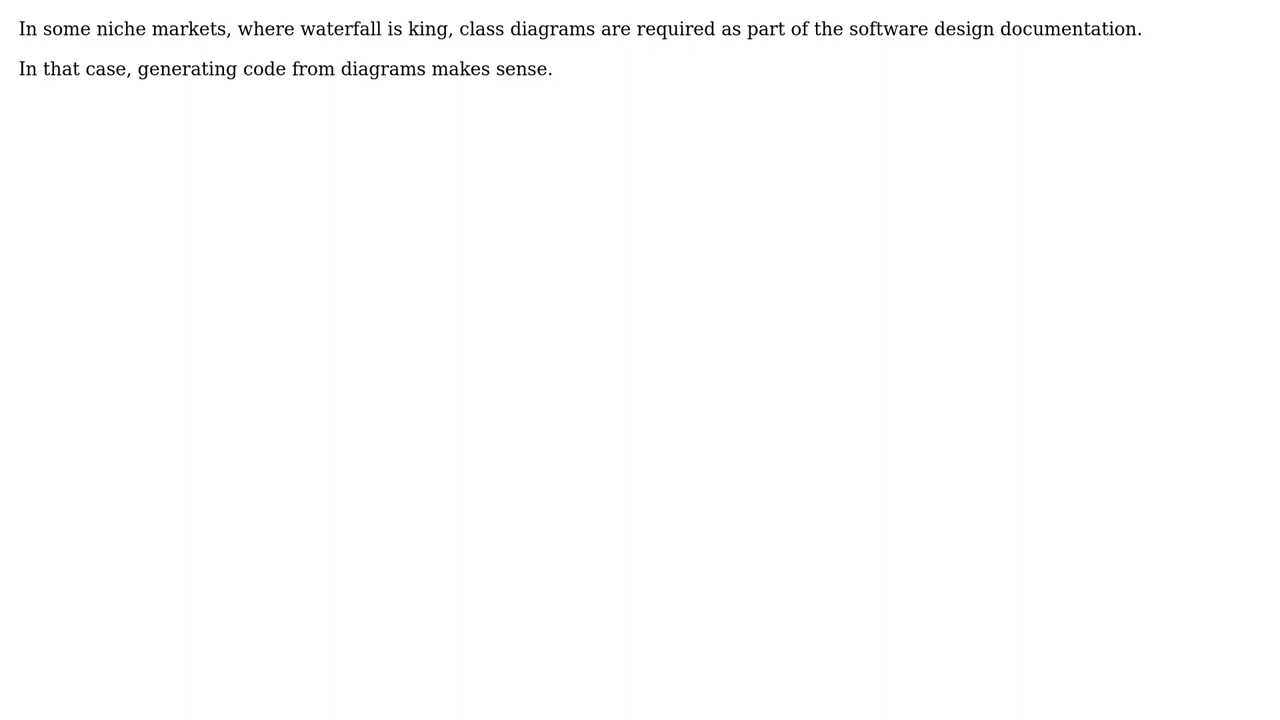 In some niche markets, where waterfall is king, class diagrams are required as part of the software design documentation.
In that case, generating code from diagrams makes sense.